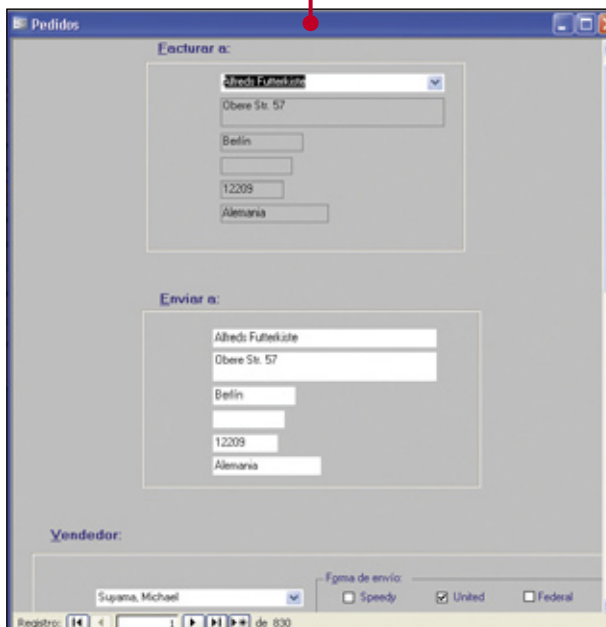 Pedidos
Facturar a:
Alfreds Futterkiste
Obere Str. 57
Berlín
12209
Alemania
Enviar a:
Alfreds Futterkiste
Obere Str. 57
Berlín
12209
Alemania
Vendedor:
Forma de envío:
Suyama, Michael
Speedy United Federal
Registro: 1 de 830